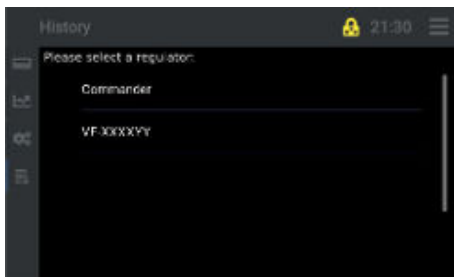 History
21:30
Please select a regulator:
Commander
VF-XXXXYY